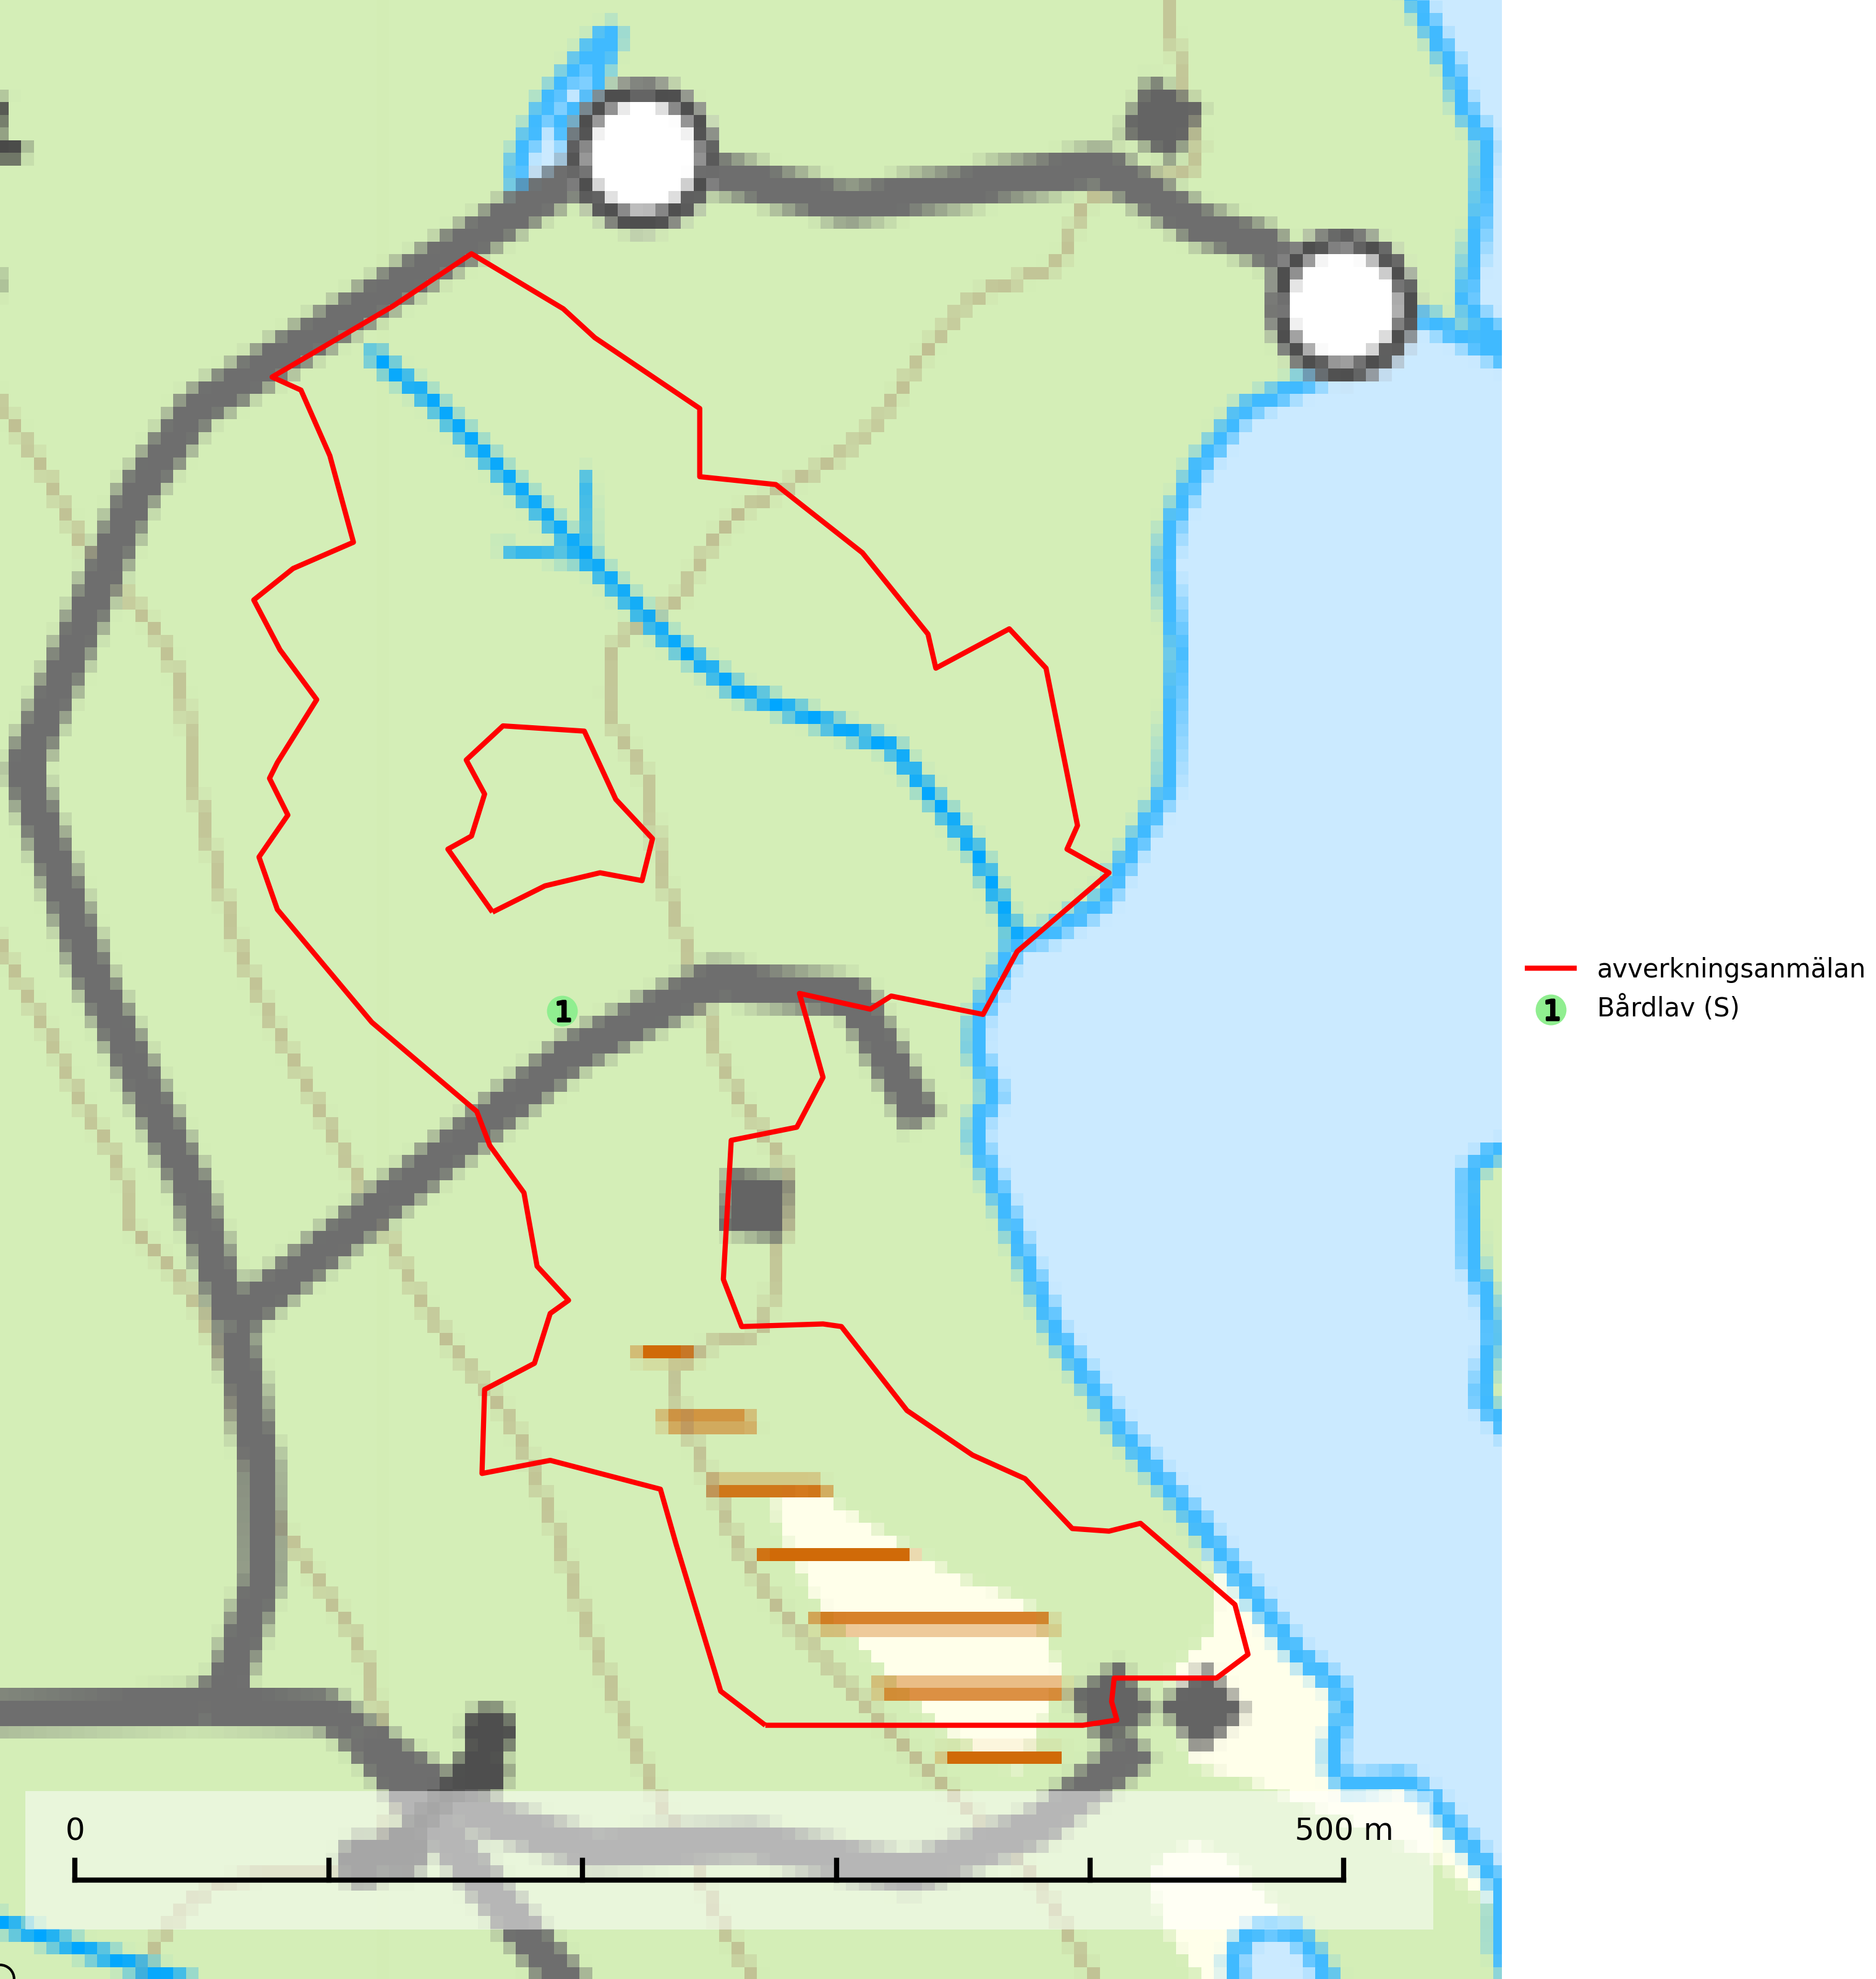 avverkningsanmälan
1
1 Bårdlav (S)
0 500 m